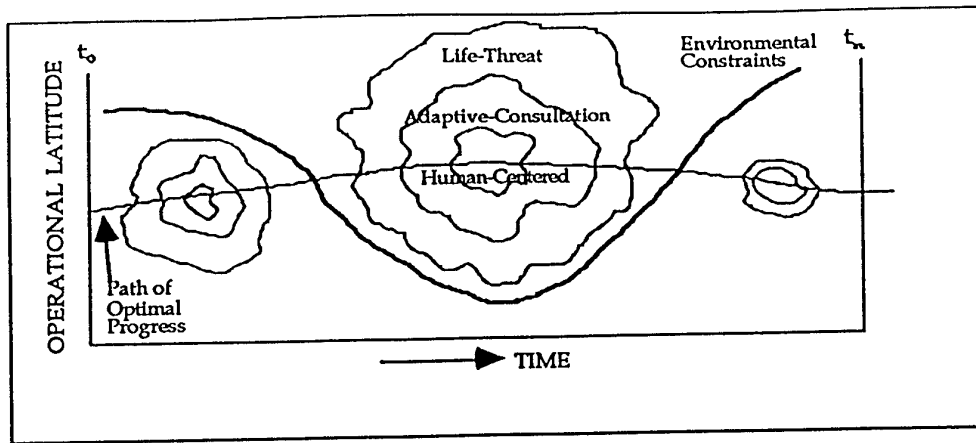 t₀
tₙ
Life-Threat
Environmental
Constraints
Adaptive-Consultation
Human-Centered
OPERATIONAL LATITUDE
Path of
Optimal
Progress
TIME